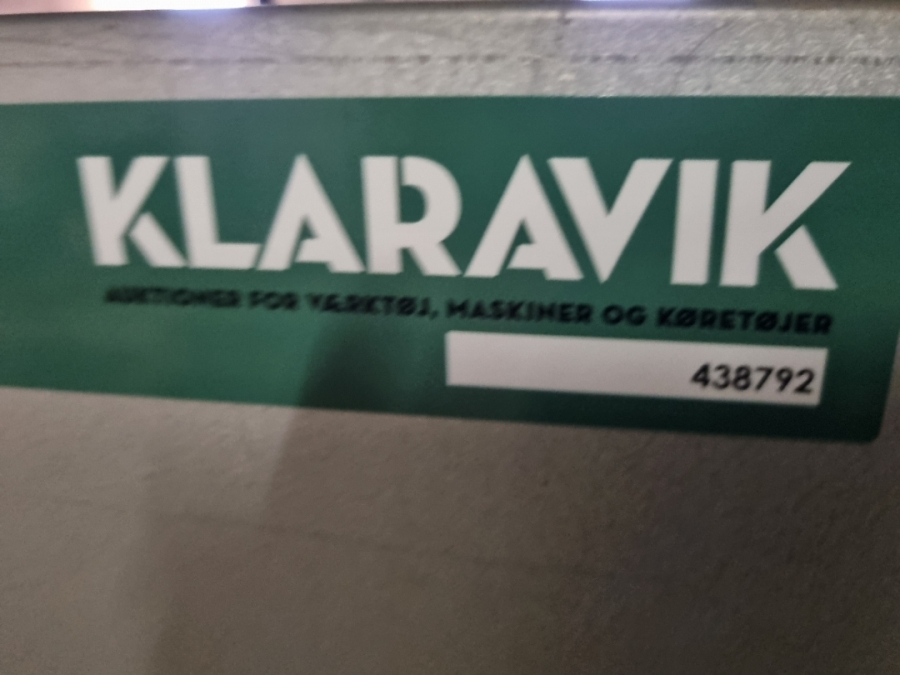 KLARAVIK
AUKTIONER FOR VÆRKTØJ, MASKINER OG KØRETØJER
438792